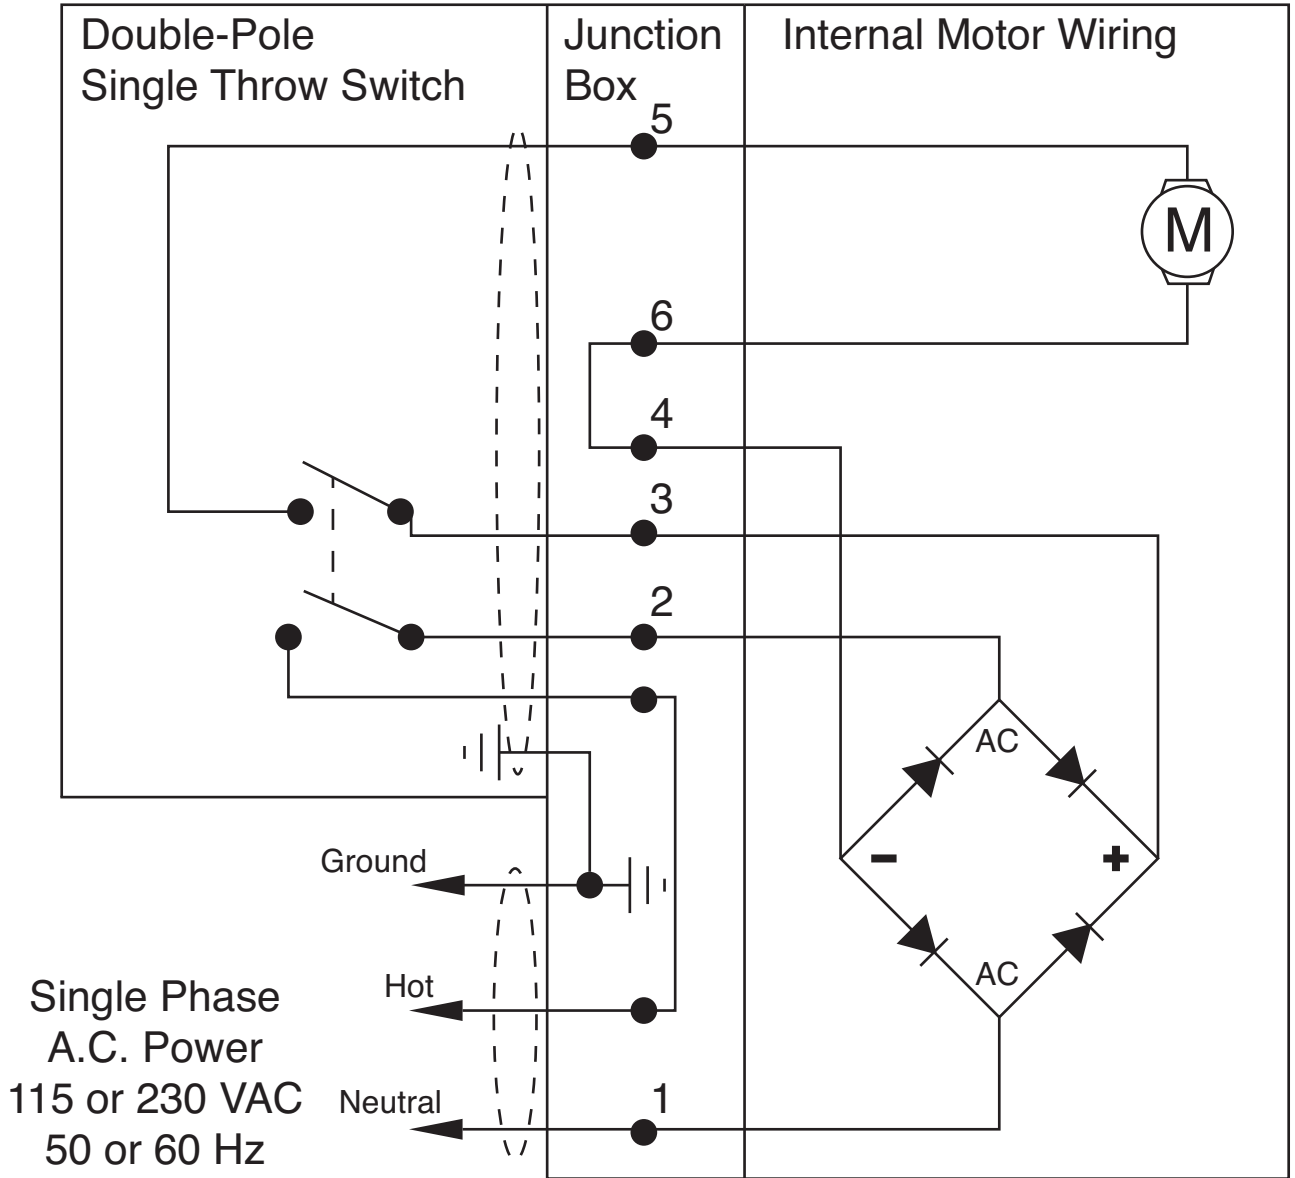 Double-Pole
Single Throw Switch
Junction
Box
Internal Motor Wiring
5
M
6
4
3
2
AC
Ground
Hot
AC
Single Phase
A.C. Power
115 or 230 VAC
50 or 60 Hz
Neutral
1